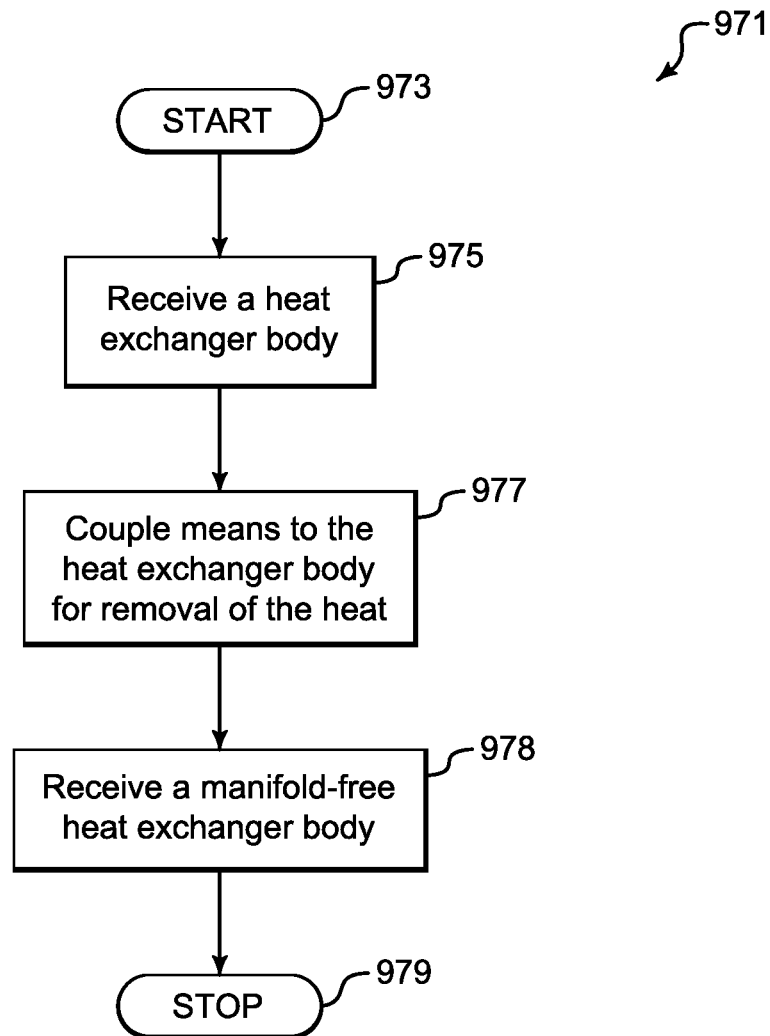 971
START
973
Receive a heat
exchanger body
975
Couple means to the
heat exchanger body
for removal of the heat
977
Receive a manifold-free
heat exchanger body
978
STOP
979